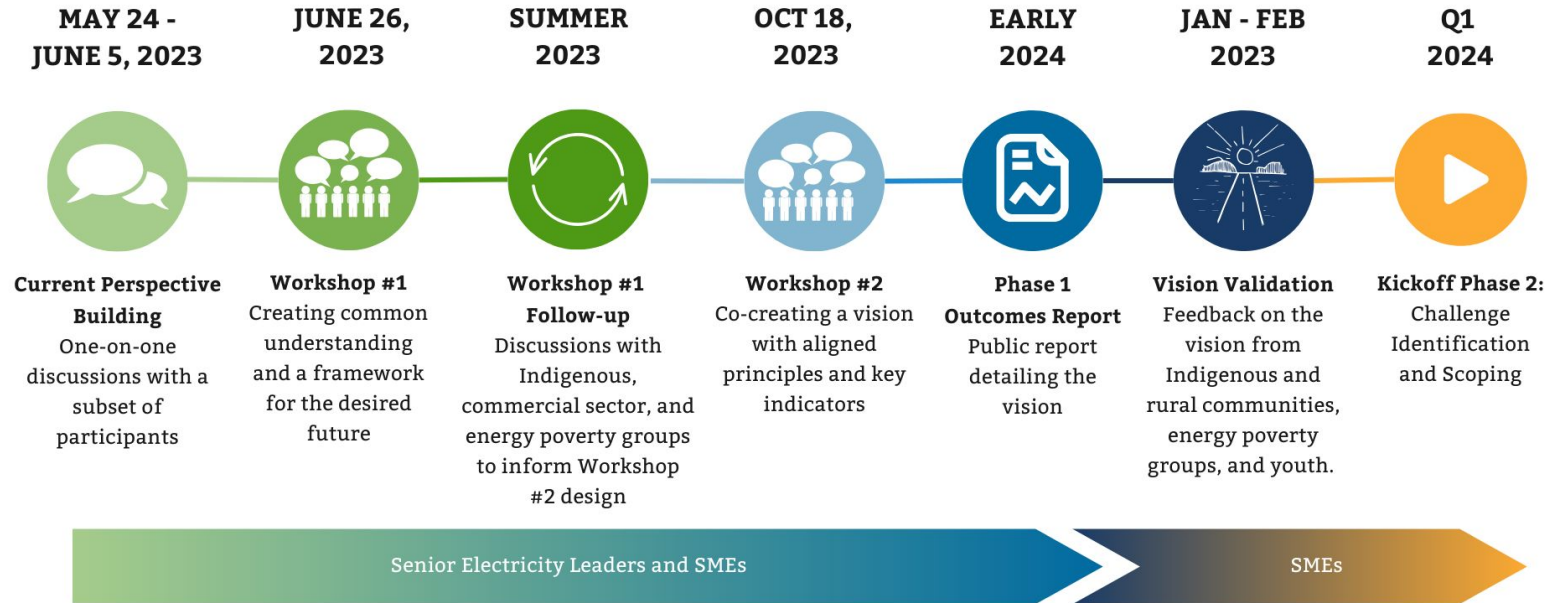 MAY 24 -
JUNE 5, 2023
Current Perspective
Building
One-on-one
discussions with a
subset of
participants
JUNE 26,
2023
Workshop #1
Creating common
understanding
and a framework
for the desired
future
SUMMER
2023
Workshop #1
Follow-up
Discussions with
Indigenous,
commercial sector, and
energy poverty groups
to inform Workshop
#2 design
OCT 18,
2023
Workshop #2
Co-creating a vision
with aligned
principles and key
indicators
EARLY
2024
Phase 1
Outcomes Report
Public report
detailing the
vision
JAN - FEB
2023
Vision Validation
Feedback on the
vision from
Indigenous and
rural communities,
energy poverty
groups, and youth.
Q1
2024
Kickoff Phase 2:
Challenge
Identification
and Scoping
Senior Electricity Leaders and SMEs
SMEs